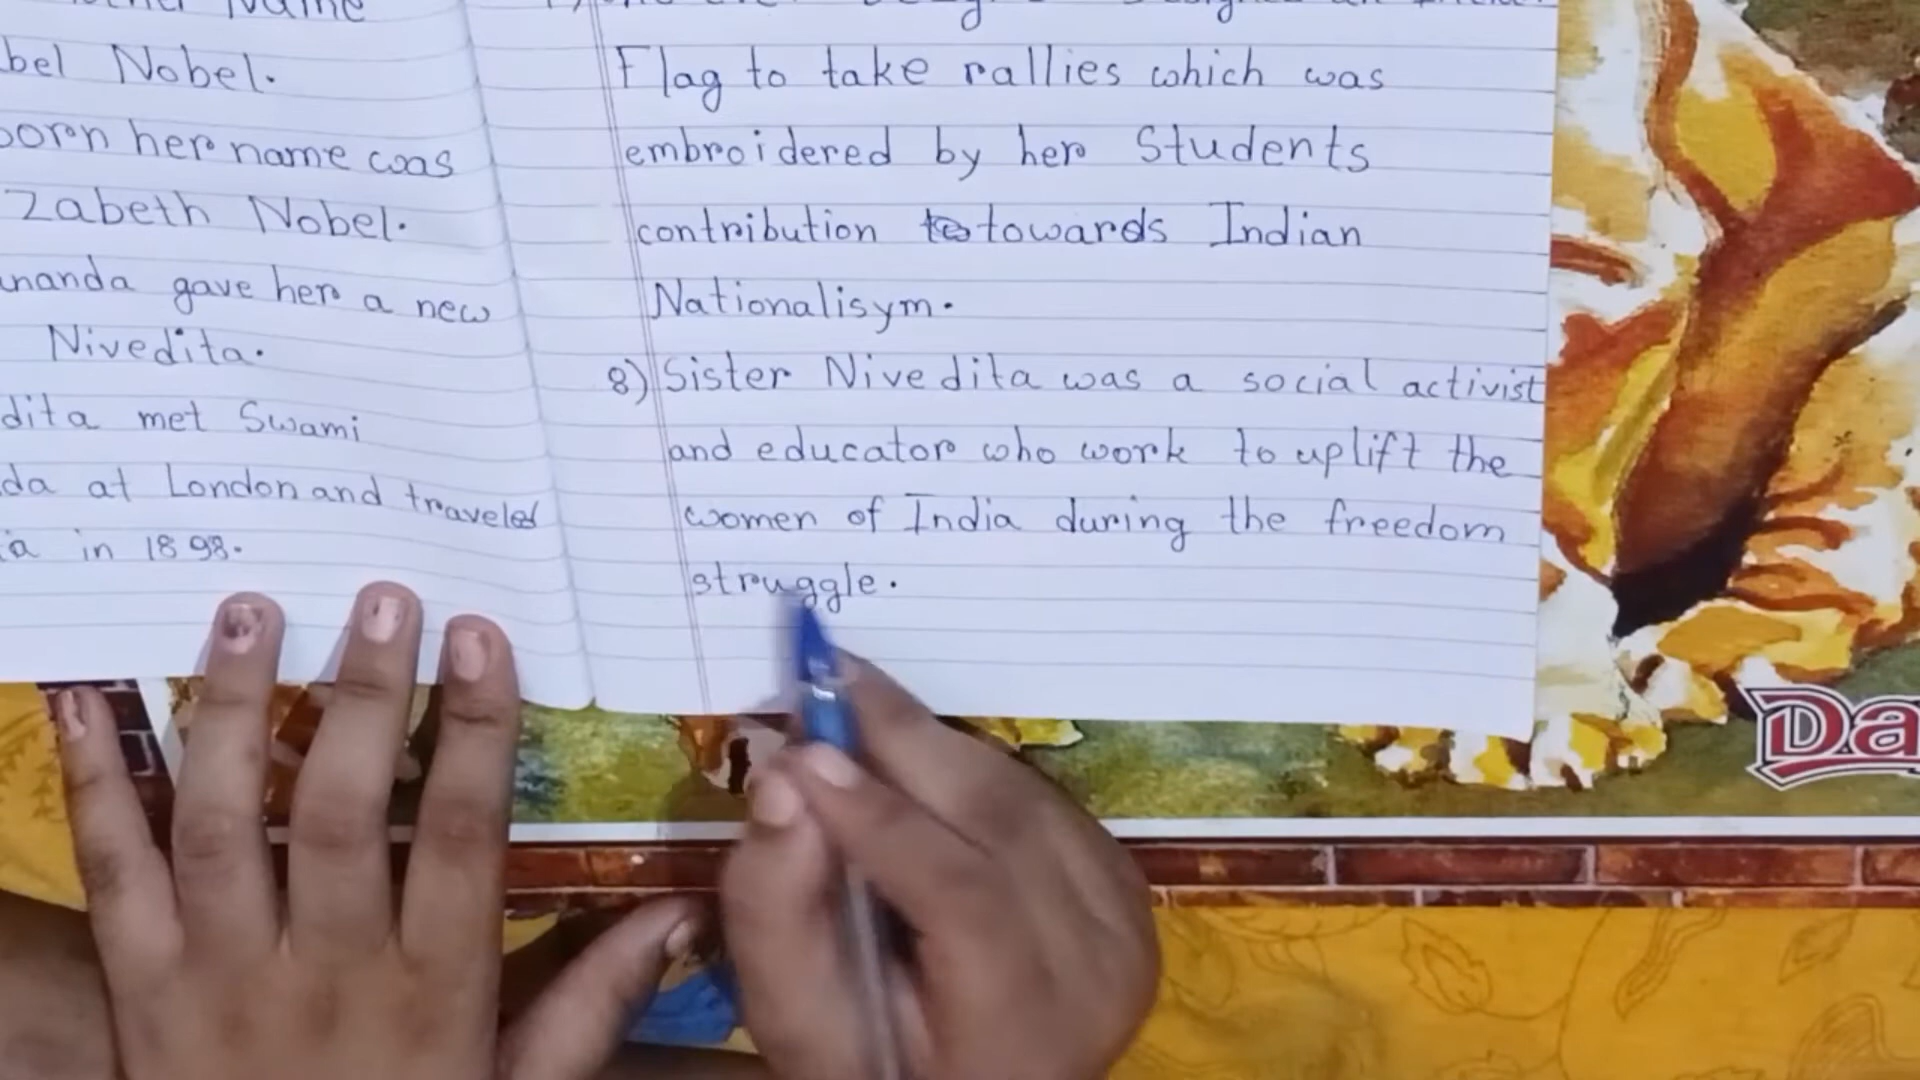 Name
bel Nobel.
born her name was
zabeth Nobel.
nanda gave her a new
Nivedita.
dita met Swami
da at London and traveled
a in 1898.
Flag to take rallies which was
embroidered by her Students
contribution towards Indian
Nationalisym.
8) Sister Nivedita was a social activist
and educator who work to uplift the
women of India during the freedom
struggle.
Da